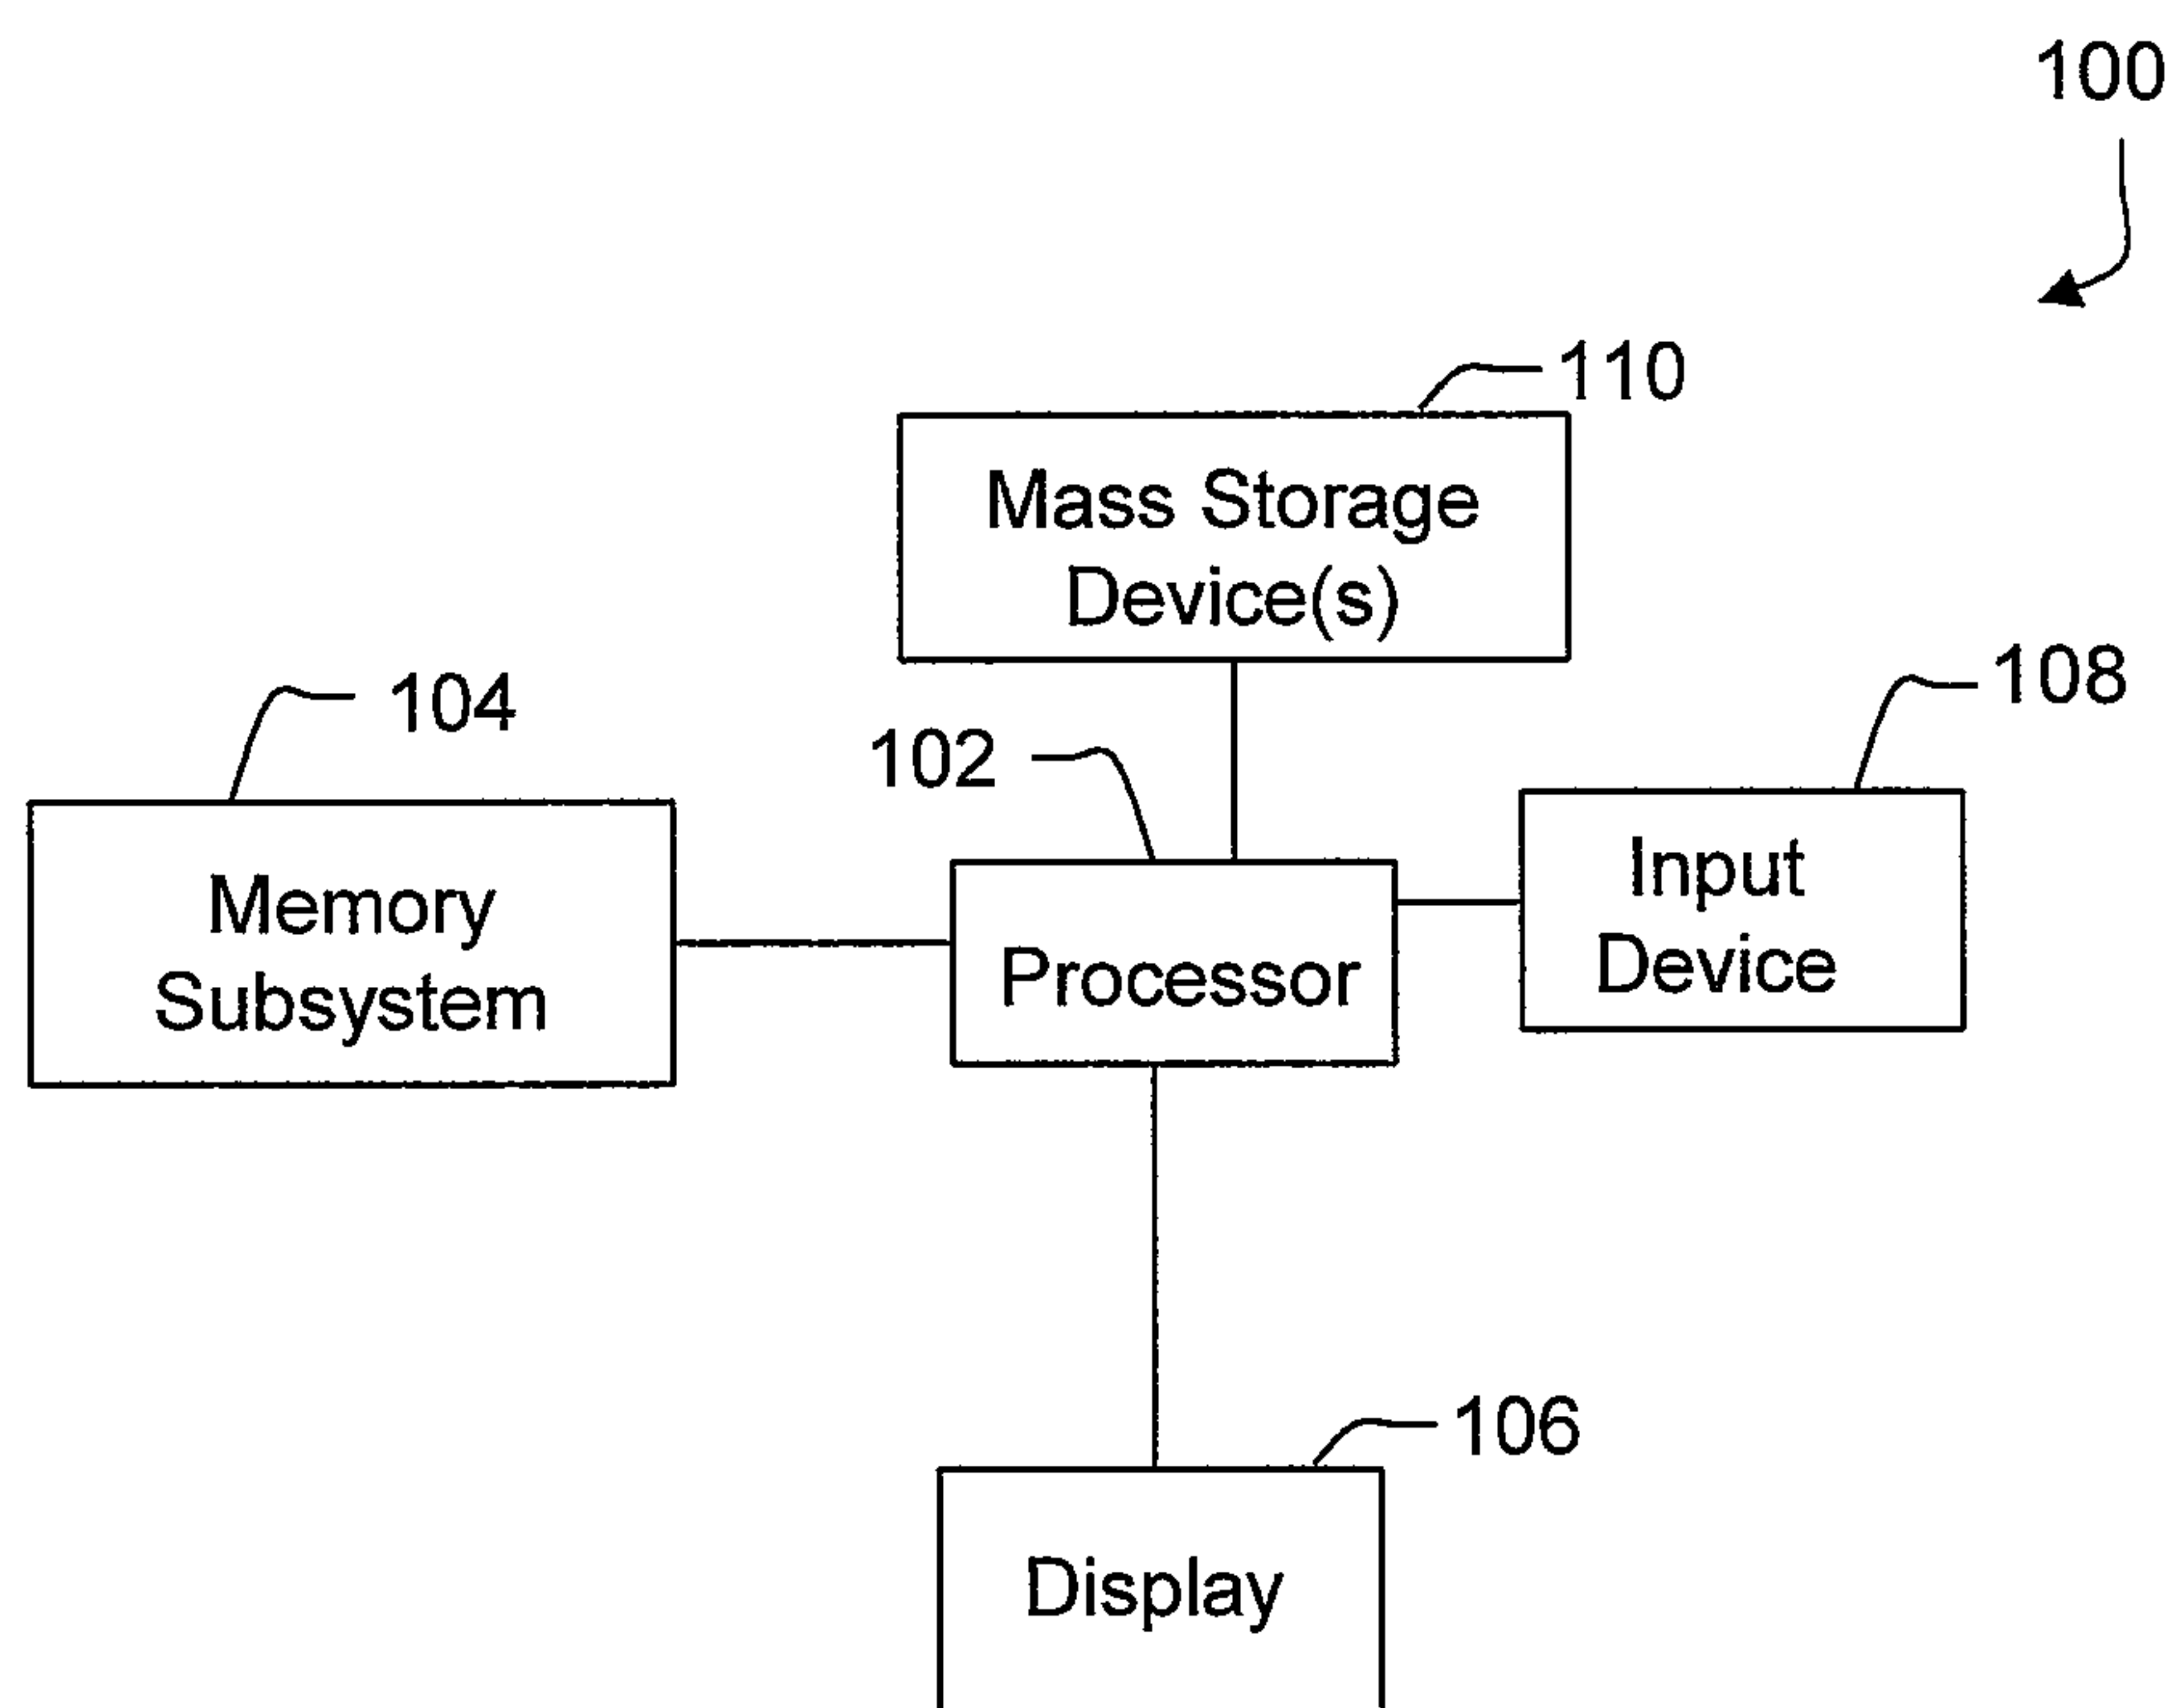 100
110
Mass Storage
Device(s)
104
102
108
Memory
Subsystem
Processor
Input
Device
106
Display